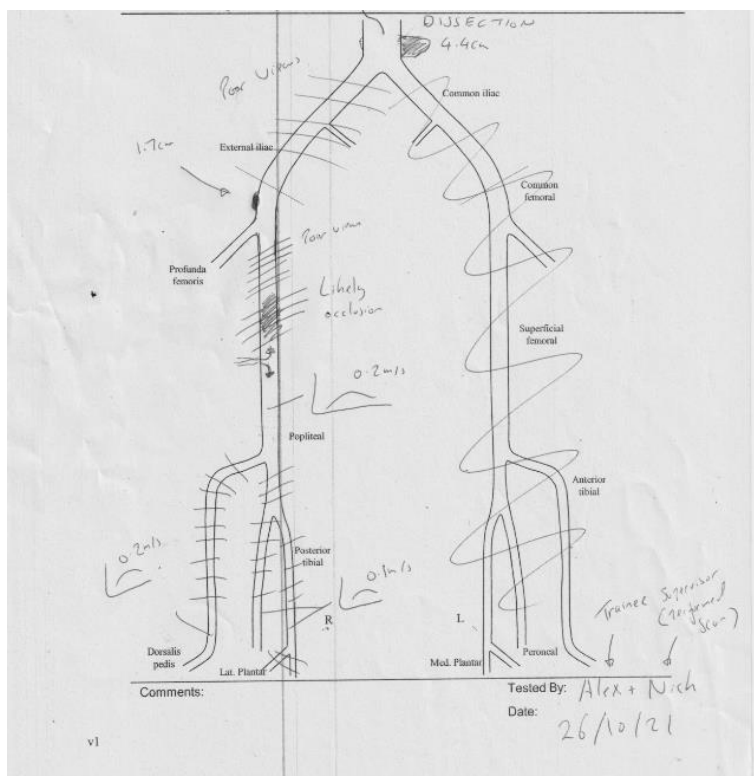 DISSECTION
4.4cm
Poor views
Common iliac
1.7cm
External iliac
Common
femoral
Poor views
Profunda
femoris
Likely
occlusion
Superficial
femoral
0.2m/s
Popliteal
Anterior
tibial
0.2m/s
Posterior
tibial
0.1m/s
Trainee
Supervisor
(performed
Scan)
R
L
Dorsalis
pedis
Lat. Plantar
Med. Plantar
Peroneal
Comments:
Tested By: Alex + Nich
Date:
26/10/21
v1